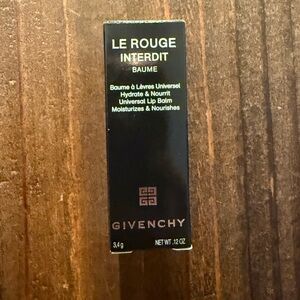 LE ROUGE
INTERDIT
BAUME
Baume à Lèvres Universel
Hydrate & Nourrit
Universal Lip Balm
Moisturizes & Nourishes
GIVENCHY
3,4g NET WT. .12 OZ